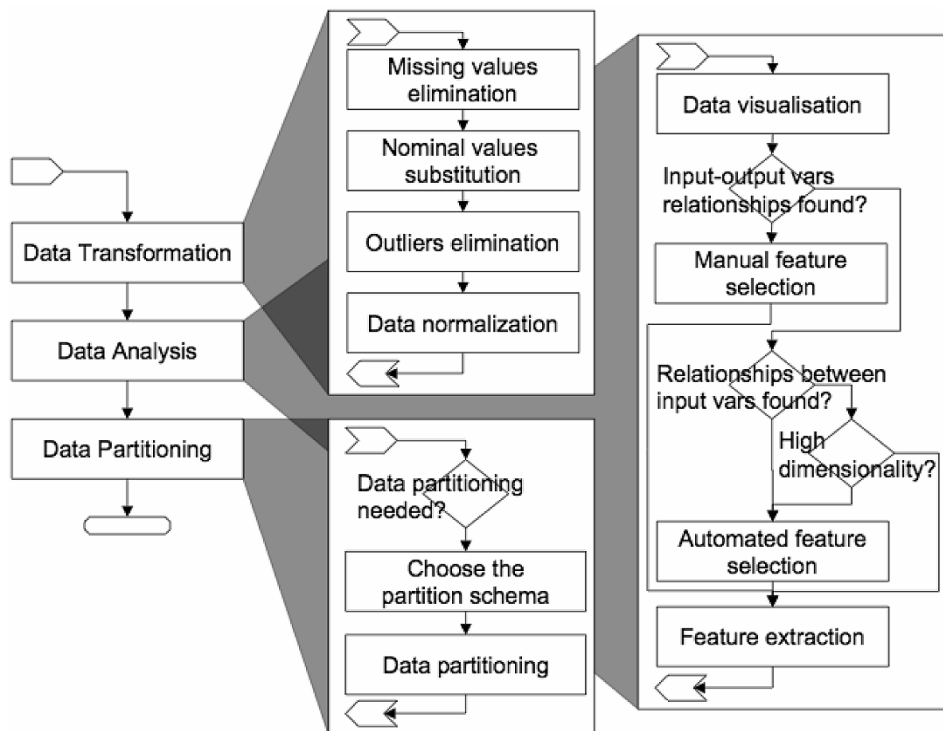 Data Transformation
Data Analysis
Data Partitioning
Missing values
elimination
Nominal values
substitution
Outliers elimination
Data normalization
Data partitioning
needed?
Choose the
partition schema
Data partitioning
Data visualisation
Input-output vars
relationships found?
Manual feature
selection
Relationships between
input vars found?
High
dimensionality?
Automated feature
selection
Feature extraction